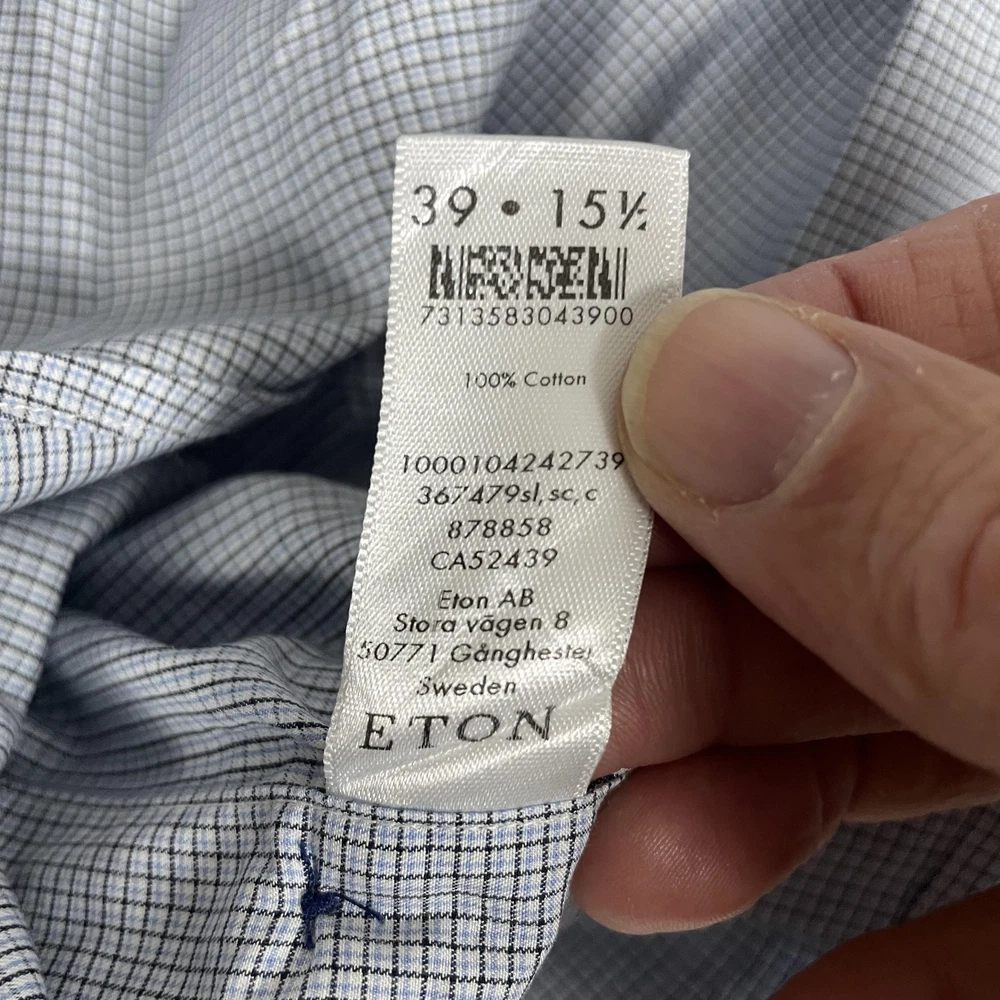 39 • 15½
7313583043900
100% Cotton
1000104242739
367479sl,sc,c
878858
CA52439
Eton AB
Stora vägen 8
50771 Gånghester
Sweden
ETON